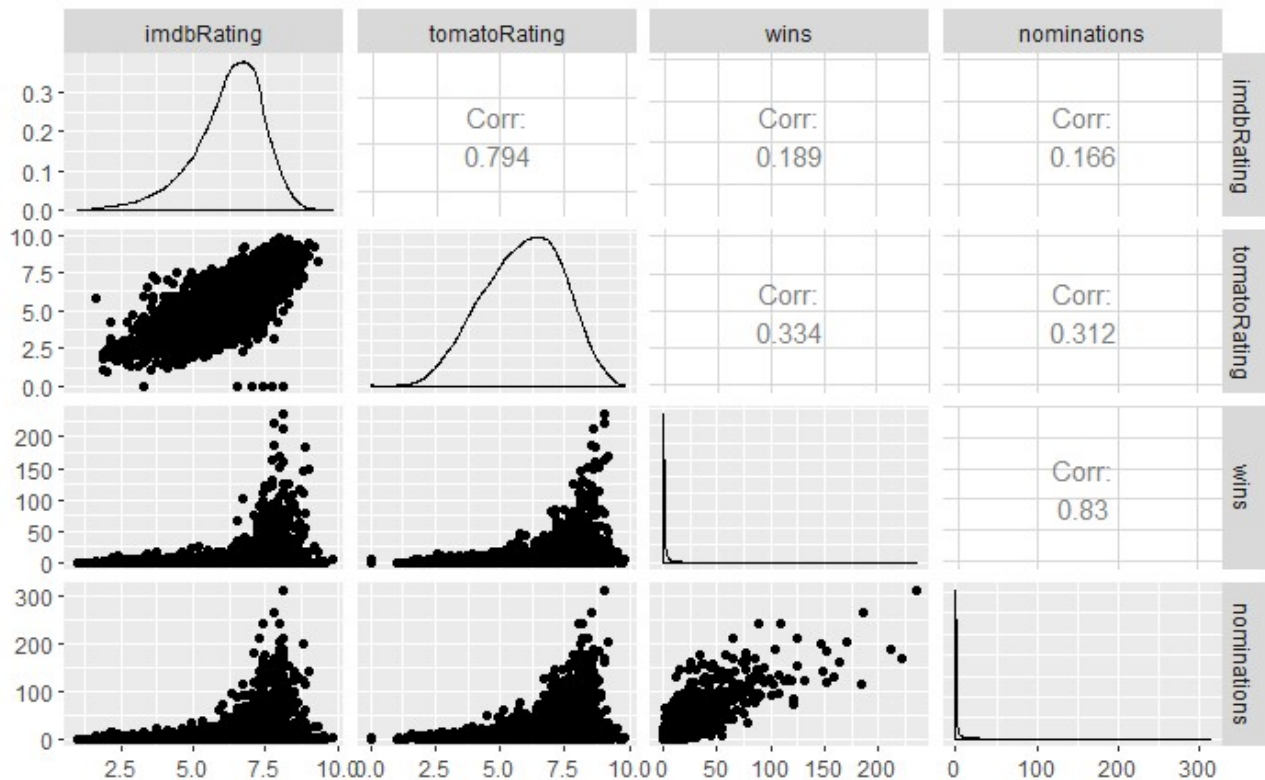 imdbRating tomatoRating wins nominations
0.3
0.2
0.1
0.0
Corr:
0.794
Corr:
0.189
Corr:
0.166
imdbRating
10.0
7.5
5.0
2.5
0.0
Corr:
0.334
Corr:
0.312
tomatoRating
200
150
100
50
0
Corr:
0.83
wins
300
200
100
0
nominations
2.5 5.0 7.5 10.0
0.0 2.5 5.0 7.5 10.0
0 50 100 150 200
0 100 200 300